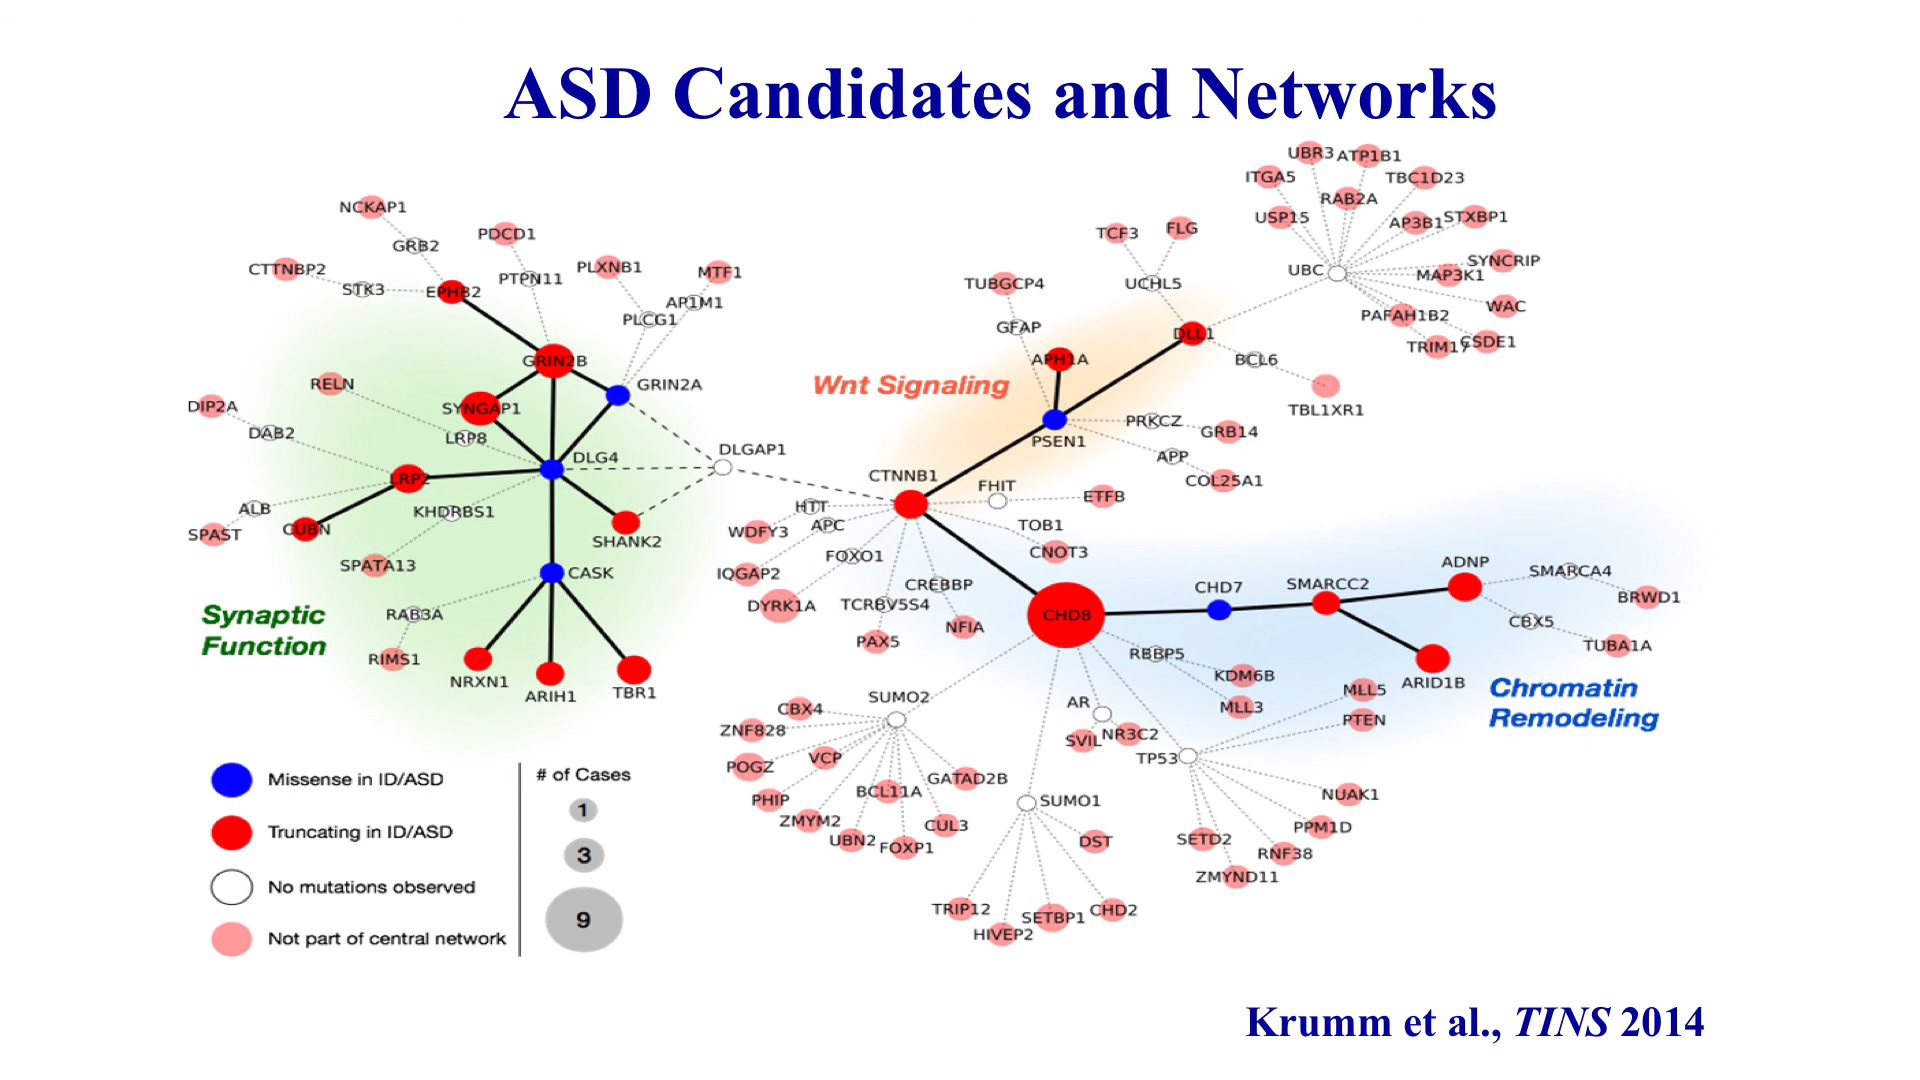 ASD Candidates and Networks
UBR3
ATP1B1
ITGA5
TBC1D23
RAB2A
USP15
AP3B1
STXBP1
UBC
SYNCRIP
MAP3K1
WAC
PAFAH1B2
TRIM17
CSDE1
NCKAP1
GRB2
PDCD1
CTTNBP2
STK3
EPHB2
PTPN11
PLXNB1
MTF1
AP1M1
PLCG1
GRIN2B
GRIN2A
RELN
SYNGAP1
DIP2A
DAB2
LRP8
DLG4
DLGAP1
LRP2
ALB
KHDRBS1
SPAST
CUBN
SHANK2
SPATA13
CASK
RAB3A
RIMS1
NRXN1
ARIH1
TBR1
Synaptic
Function
TCF3
FLG
TUBGCP4
UCHL5
GFAP
DLL1
APH1A
BCL6
TBL1XR1
Wnt Signaling
PSEN1
PRKCZ
GRB14
APP
COL25A1
CTNNB1
FHIT
ETFB
HTT
WDFY3
APC
TOB1
CNOT3
FOXO1
IQGAP2
CREBBP
DYRK1A
TCRBV5S4
NFIA
PAX5
CHD8
CHD7
SMARCC2
ADNP
SMARCA4
BRWD1
CBX5
TUBA1A
ARID1B
RBBP5
KDM6B
MLL3
MLL5
PTEN
Chromatin
Remodeling
SUMO2
CBX4
ZNF828
VCP
POGZ
GATAD2B
PHIP
BCL11A
ZMYM2
CUL3
UBN2
FOXP1
AR
SVIL
NR3C2
TP53
SUMO1
DST
TRIP12
HIVEP2
SETBP1
CHD2
NUAK1
PPM1D
SETD2
RNF38
ZMYND11
Missense in ID/ASD
Truncating in ID/ASD
No mutations observed
Not part of central network
# of Cases
1
3
9
Krumm et al., TINS 2014